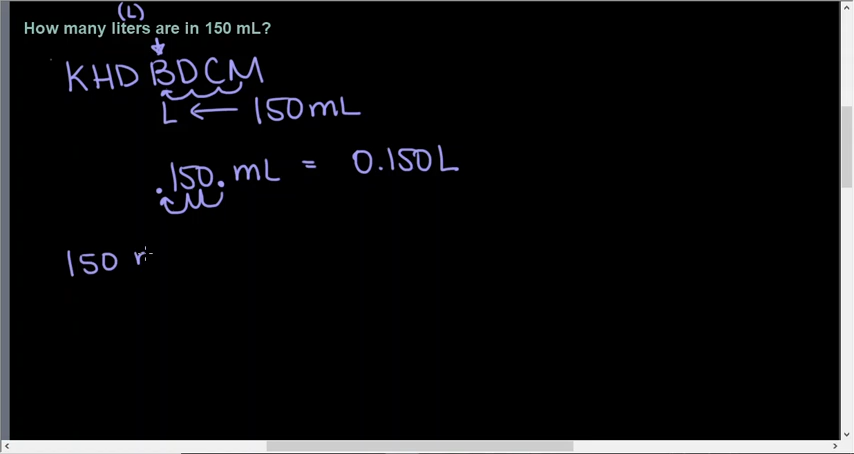 (L)
How many liters are in 150 mL?
KHDBDCM
L ← 150mL
.150. mL = 0.150L
150 m